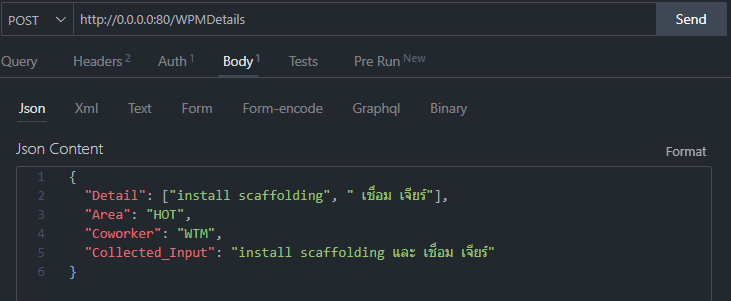 POST http://0.0.0.0:80/WPMDetails Send
Query Headers 2 Auth 1 Body 1 Tests Pre Run New
Json Xml Text Form Form-encode Graphql Binary
Json Content Format
1 {
2 "Detail": ["install scaffolding", " เชื่อม เจียร์"],
3 "Area": "HOT",
4 "Coworker": "WTM",
5 "Collected_Input": "install scaffolding และ เชื่อม เจียร์"
6 }